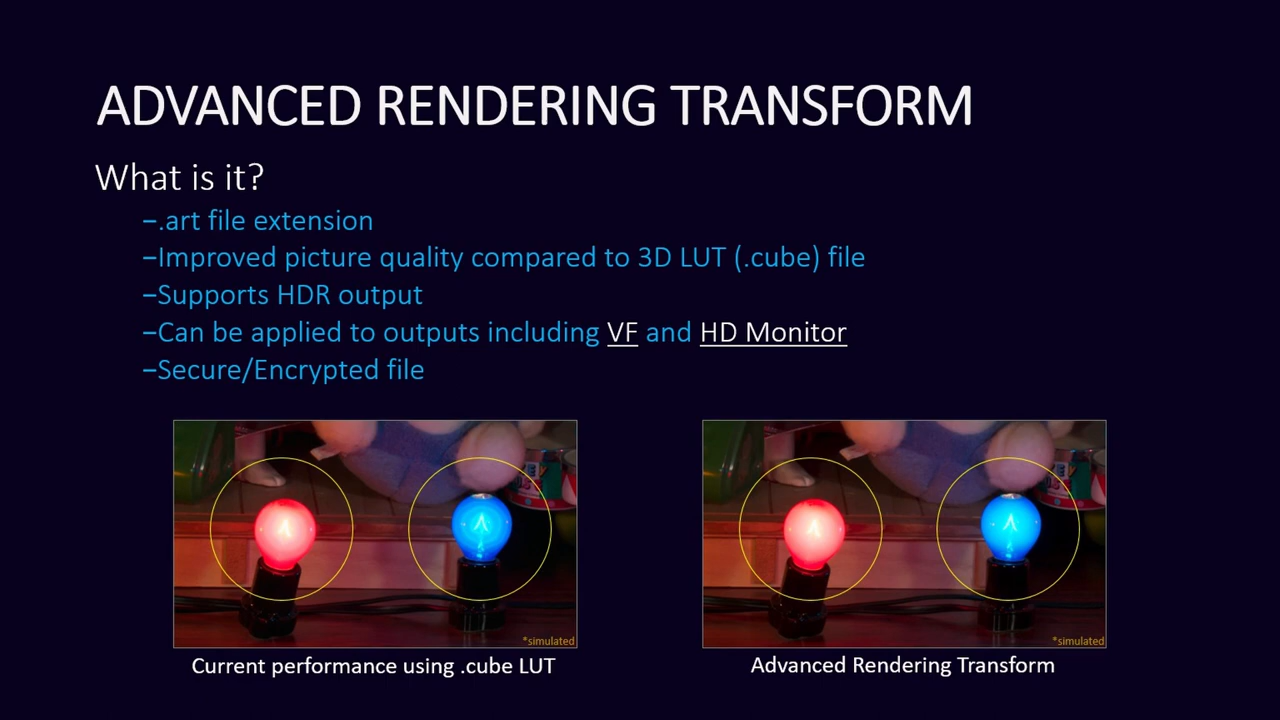 ADVANCED RENDERING TRANSFORM
What is it?
–.art file extension
–Improved picture quality compared to 3D LUT (.cube) file
–Supports HDR output
–Can be applied to outputs including VF and HD Monitor
–Secure/Encrypted file
*simulated
*simulated
Current performance using .cube LUT
Advanced Rendering Transform